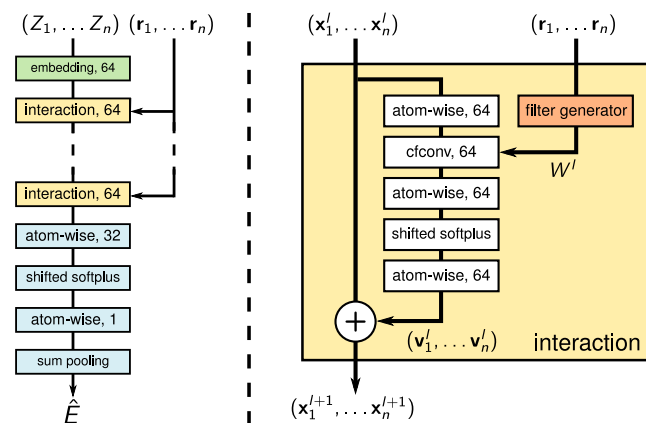 (Z₁, . . . Zₙ) (r₁, . . . rₙ)
embedding, 64
interaction, 64
interaction, 64
atom-wise, 32
shifted softplus
atom-wise, 1
sum pooling
Ê
(x₁ˡ, . . . xₙˡ)
(r₁, . . . rₙ)
atom-wise, 64
filter generator
cfconv, 64
Wˡ
atom-wise, 64
shifted softplus
atom-wise, 64
+
(v₁ˡ, . . . vₙˡ)
interaction
(x₁ˡ⁺¹, . . . xₙˡ⁺¹)